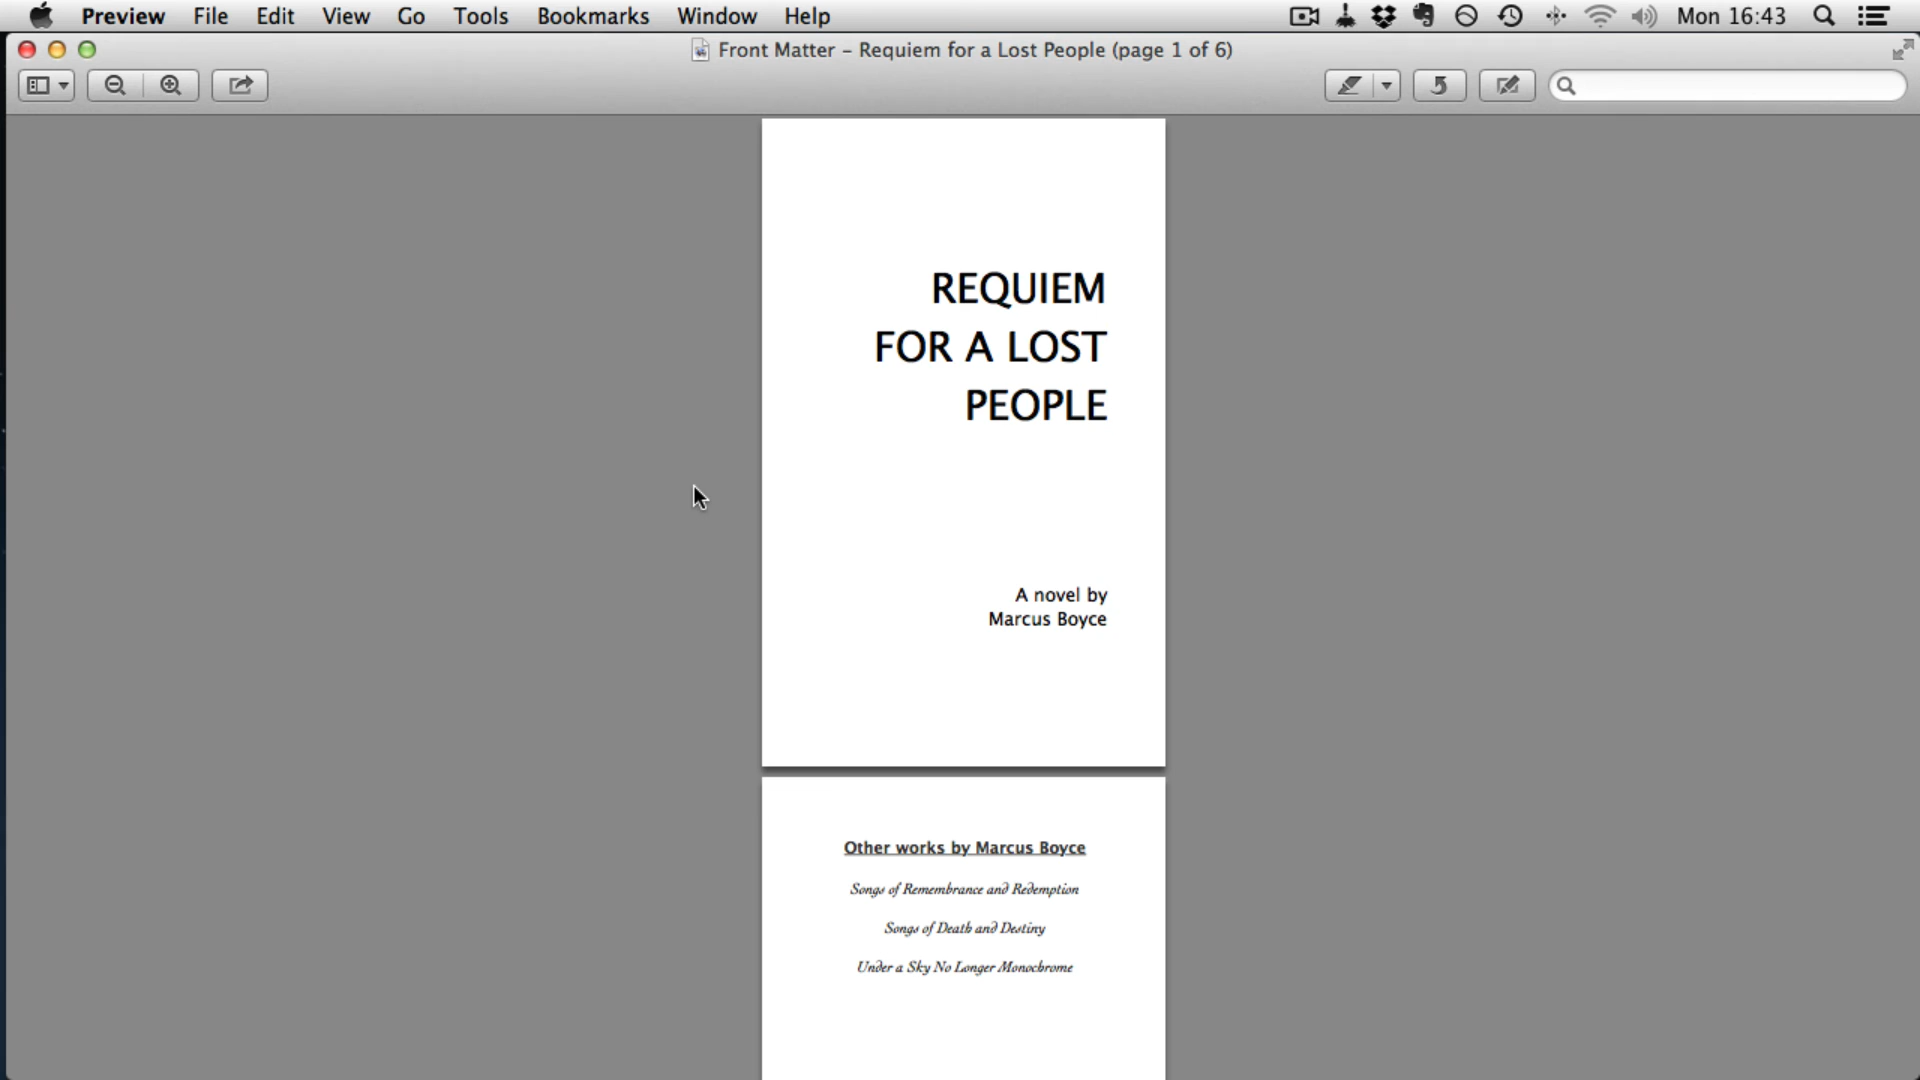 Preview File Edit View Go Tools Bookmarks Window Help Mon 16:43
Front Matter – Requiem for a Lost People (page 1 of 6)
REQUIEM
FOR A LOST
PEOPLE
A novel by
Marcus Boyce
Other works by Marcus Boyce
Songs of Remembrance and Redemption
Songs of Death and Destiny
Under a Sky No Longer Monochrome